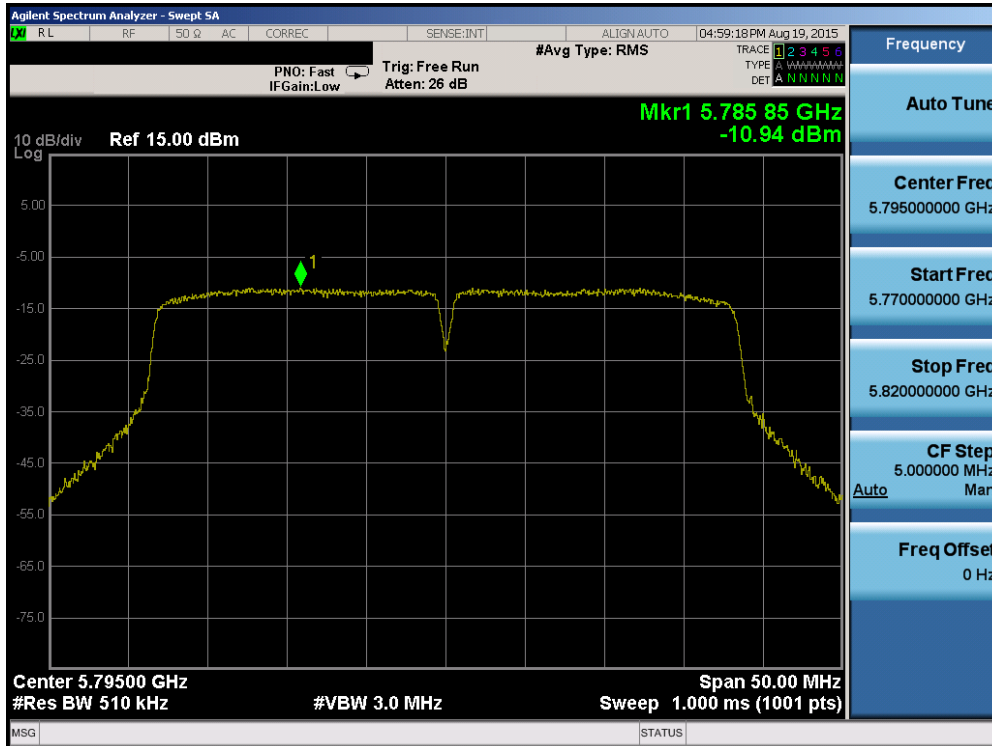 Agilent Spectrum Analyzer - Swept SA
LXI RL RF 50 Ω AC CORREC SENSE:INT ALIGN AUTO 04:59:18 PM Aug 19, 2015
#Avg Type: RMS TRACE 1 2 3 4 5 6
PNO: Fast Trig: Free Run TYPE A WWWWW
IFGain:Low Atten: 26 dB DET A N N N N N
Mkr1 5.785 85 GHz
-10.94 dBm
10 dB/div Ref 15.00 dBm
Log
5.00
-5.00
1
-15.0
-25.0
-35.0
-45.0
-55.0
-65.0
-75.0
Center 5.79500 GHz Span 50.00 MHz
#Res BW 510 kHz #VBW 3.0 MHz Sweep 1.000 ms (1001 pts)
MSG STATUS
Frequency
Auto Tune
Center Freq
5.795000000 GHz
Start Freq
5.770000000 GHz
Stop Freq
5.820000000 GHz
CF Step
5.000000 MHz
Auto Man
Freq Offset
0 Hz